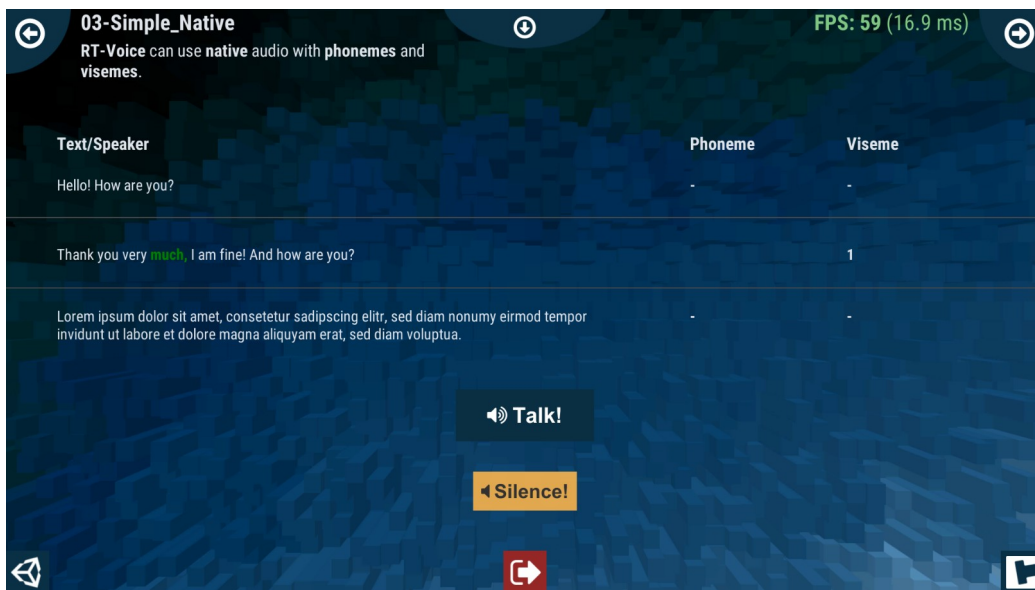 03-Simple_Native
FPS: 59 (16.9 ms)
RT-Voice can use native audio with phonemes and
visemes.
Text/Speaker Phoneme Viseme
Hello! How are you? - -
Thank you very much, I am fine! And how are you? 1
Lorem ipsum dolor sit amet, consetetur sadipscing elitr, sed diam nonumy eirmod tempor - -
invidunt ut labore et dolore magna aliquyam erat, sed diam voluptua.
Talk!
Silence!